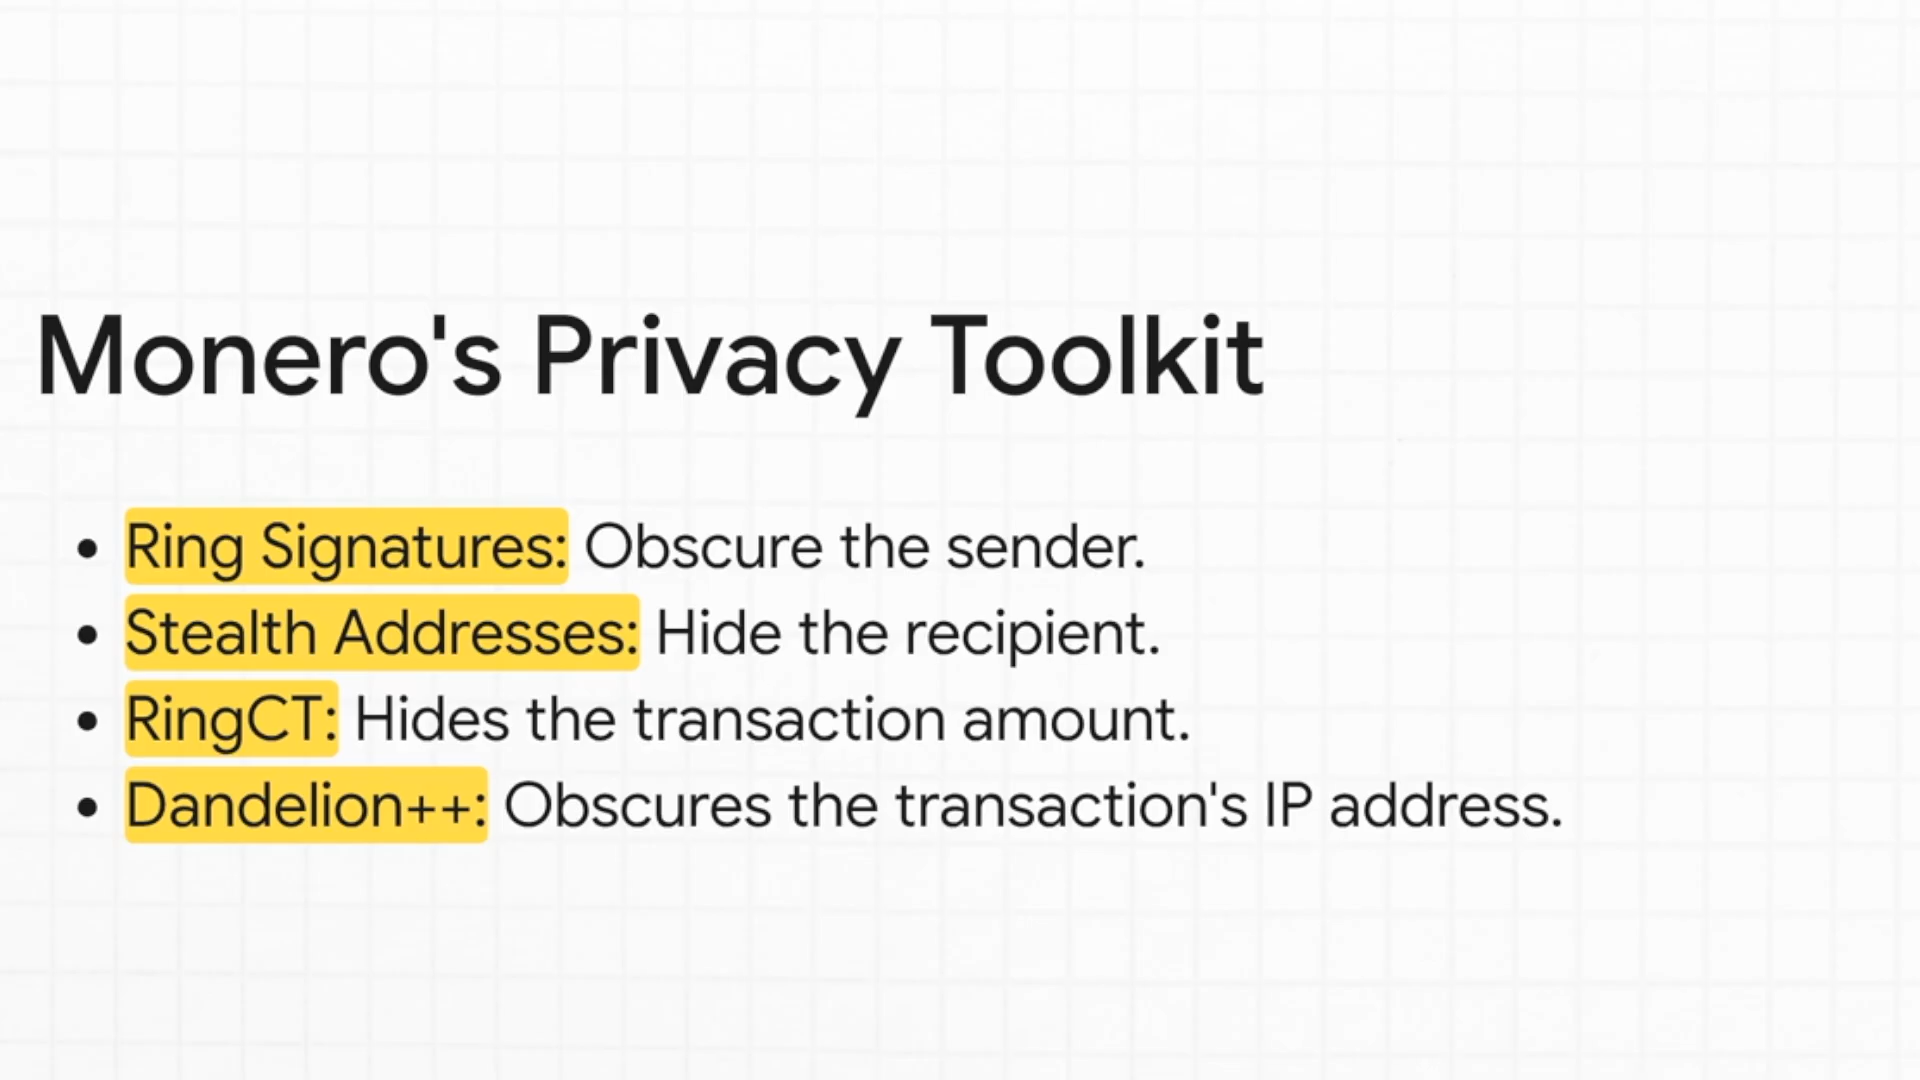 Monero's Privacy Toolkit
• Ring Signatures: Obscure the sender.
• Stealth Addresses: Hide the recipient.
• RingCT: Hides the transaction amount.
• Dandelion++: Obscures the transaction's IP address.